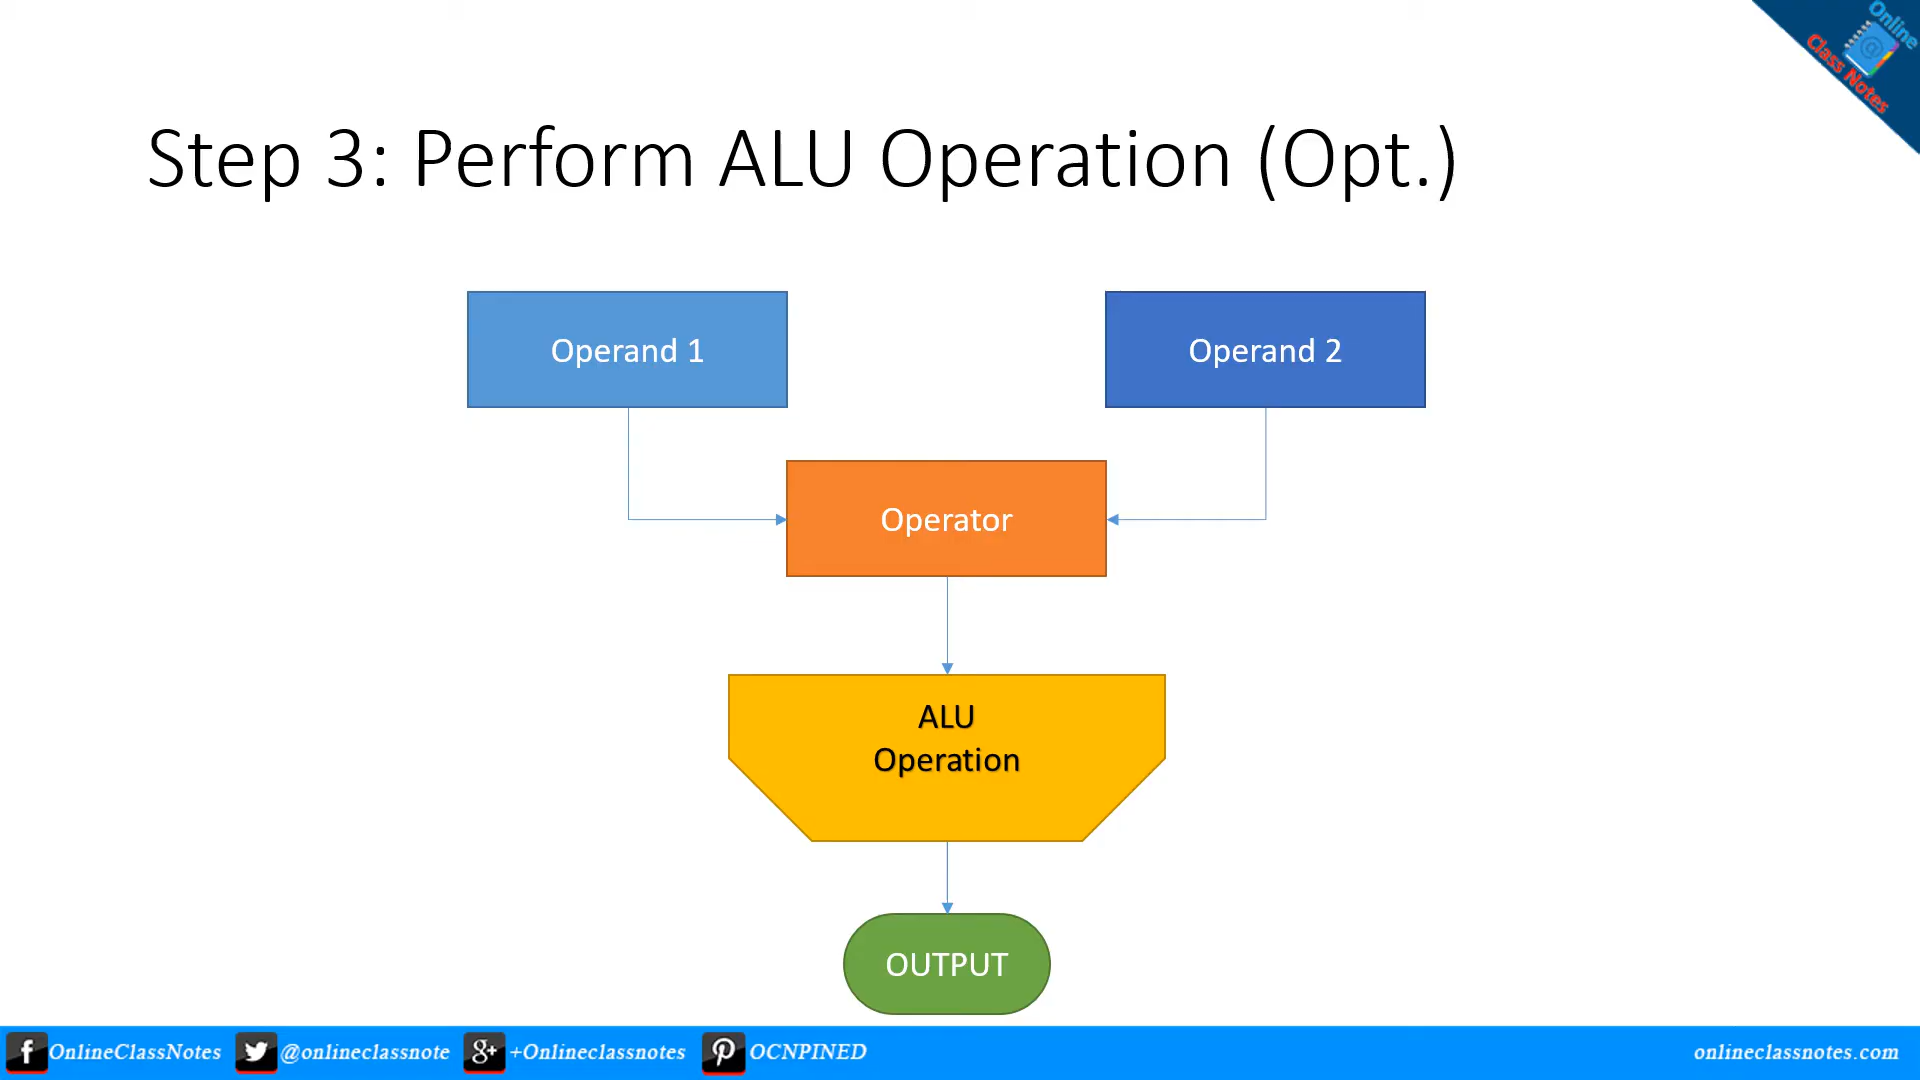 Online
Class Notes
Step 3: Perform ALU Operation (Opt.)
Operand 1
Operand 2
Operator
ALU
Operation
OUTPUT
f OnlineClassNotes @onlineclassnote g+ +Onlineclassnotes OCNPINED onlineclassnotes.com